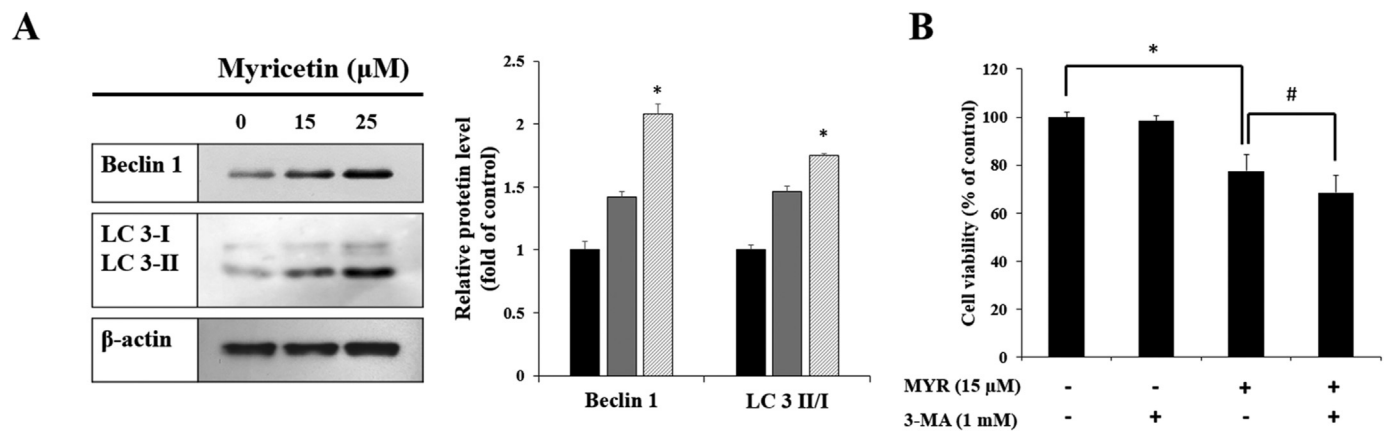 A
Myricetin (μM)
0 15 25
Beclin 1
LC 3-I
LC 3-II
β-actin
Relative protetin level
(fold of control)
2.5
2
1.5
1
0.5
0
*
*
Beclin 1 LC 3 II/I
B
Cell viability (% of control)
120
100
80
60
40
20
0
*
#
MYR (15 μM) - - + +
3-MA (1 mM) - + - +